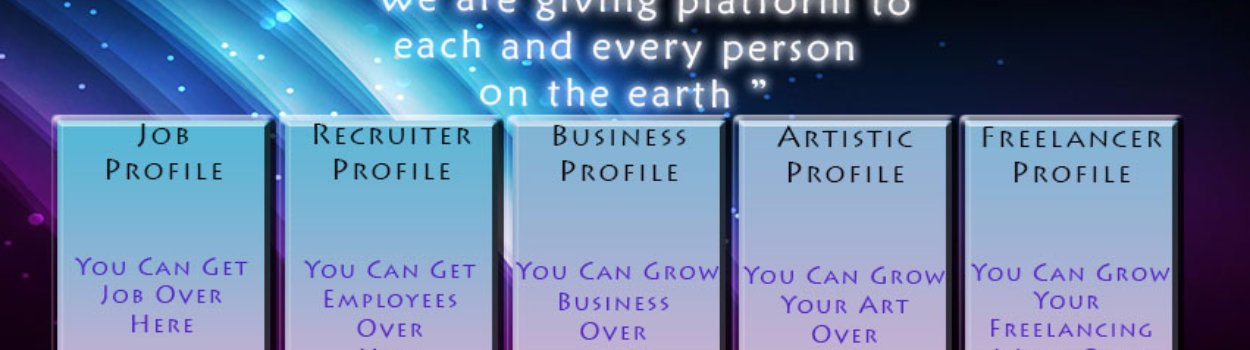 we are giving platform to
each and every person
on the earth ”
JOB
PROFILE
YOU CAN GET
JOB OVER
HERE
RECRUITER
PROFILE
YOU CAN GET
EMPLOYEES
OVER
BUSINESS
PROFILE
YOU CAN GROW
BUSINESS
OVER
ARTISTIC
PROFILE
YOU CAN GROW
YOUR ART
OVER
FREELANCER
PROFILE
YOU CAN GROW
YOUR
FREELANCING